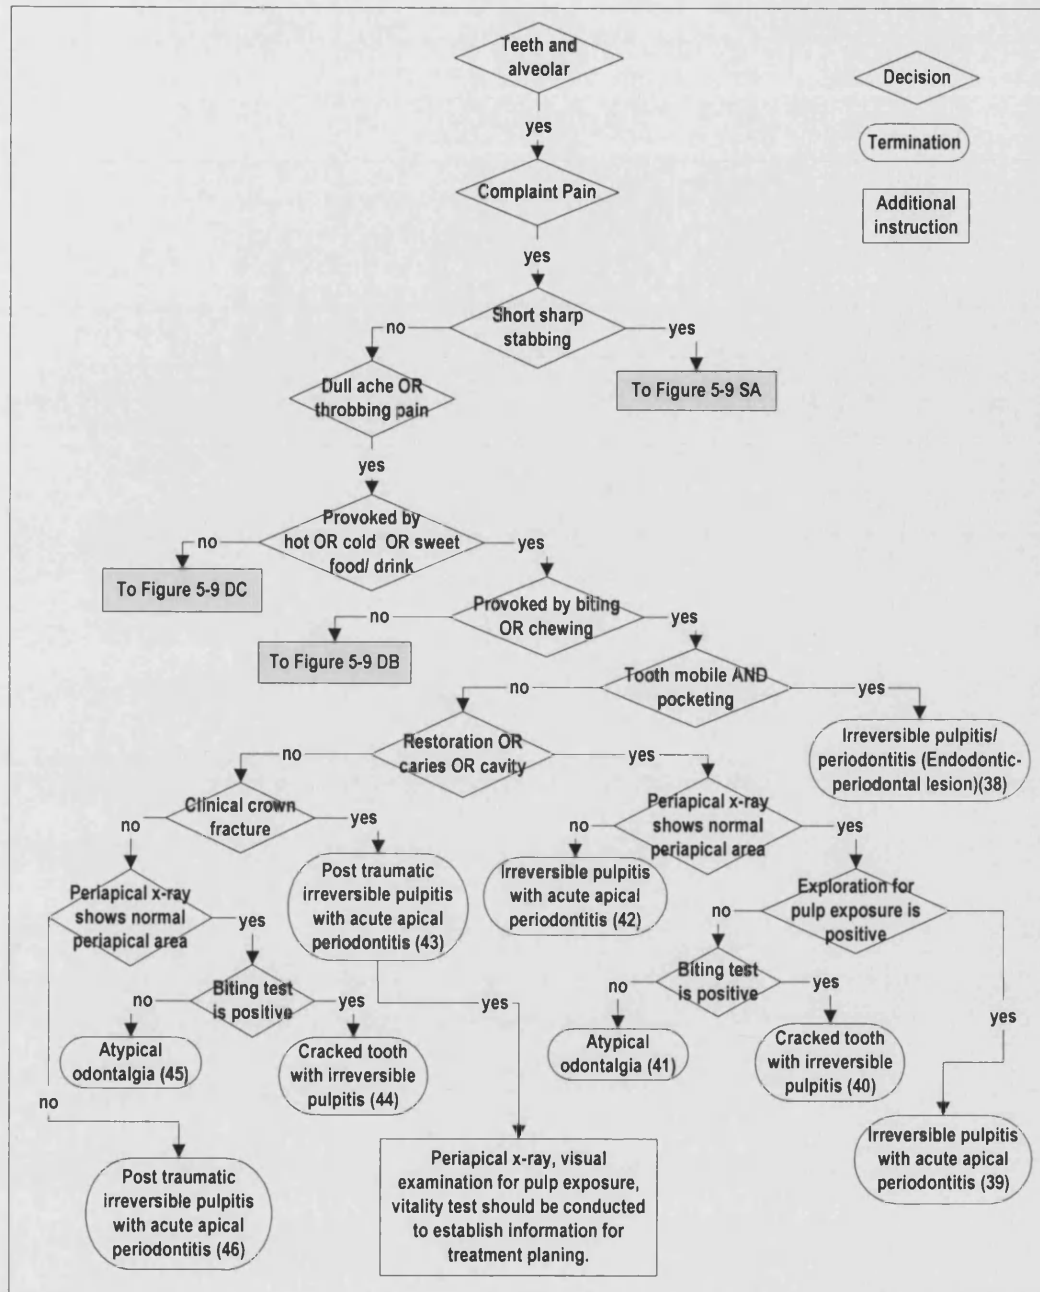 Teeth and
alveolar
Decision
yes
Termination
Complaint Pain
Additional
instruction
yes
Short sharp
stabbing
no
yes
Dull ache OR
throbbing pain
To Figure 5-9 SA
yes
Provoked by
hot OR cold OR sweet
food/ drink
no
yes
To Figure 5-9 DC
Provoked by biting
OR chewing
no
yes
To Figure 5-9 DB
Tooth mobile AND
pocketing
no
yes
Restoration OR
caries OR cavity
Irreversible pulpitis/
periodontitis (Endodontic-
periodontal lesion)(38)
no
yes
Clinical crown
fracture
Periapical x-ray
shows normal
periapical area
no
yes
no
yes
Post traumatic
irreversible pulpitis
with acute apical
periodontitis (43)
Irreversible pulpitis
with acute apical
periodontitis (42)
Periapical x-ray
shows normal
periapical area
Exploration for
pulp exposure is
positive
yes
no
Biting test
is positive
Biting test
is positive
no
yes
yes
no
yes
yes
Atypical
odontalgia (45)
Cracked tooth
with irreversible
pulpitis (44)
Atypical
odontalgia (41)
Cracked tooth
with irreversible
pulpitis (40)
no
Irreversible pulpitis
with acute apical
periodontitis (39)
Post traumatic
irreversible pulpitis
with acute apical
periodontitis (46)
Periapical x-ray, visual
examination for pulp exposure,
vitality test should be conducted
to establish information for
treatment planing.